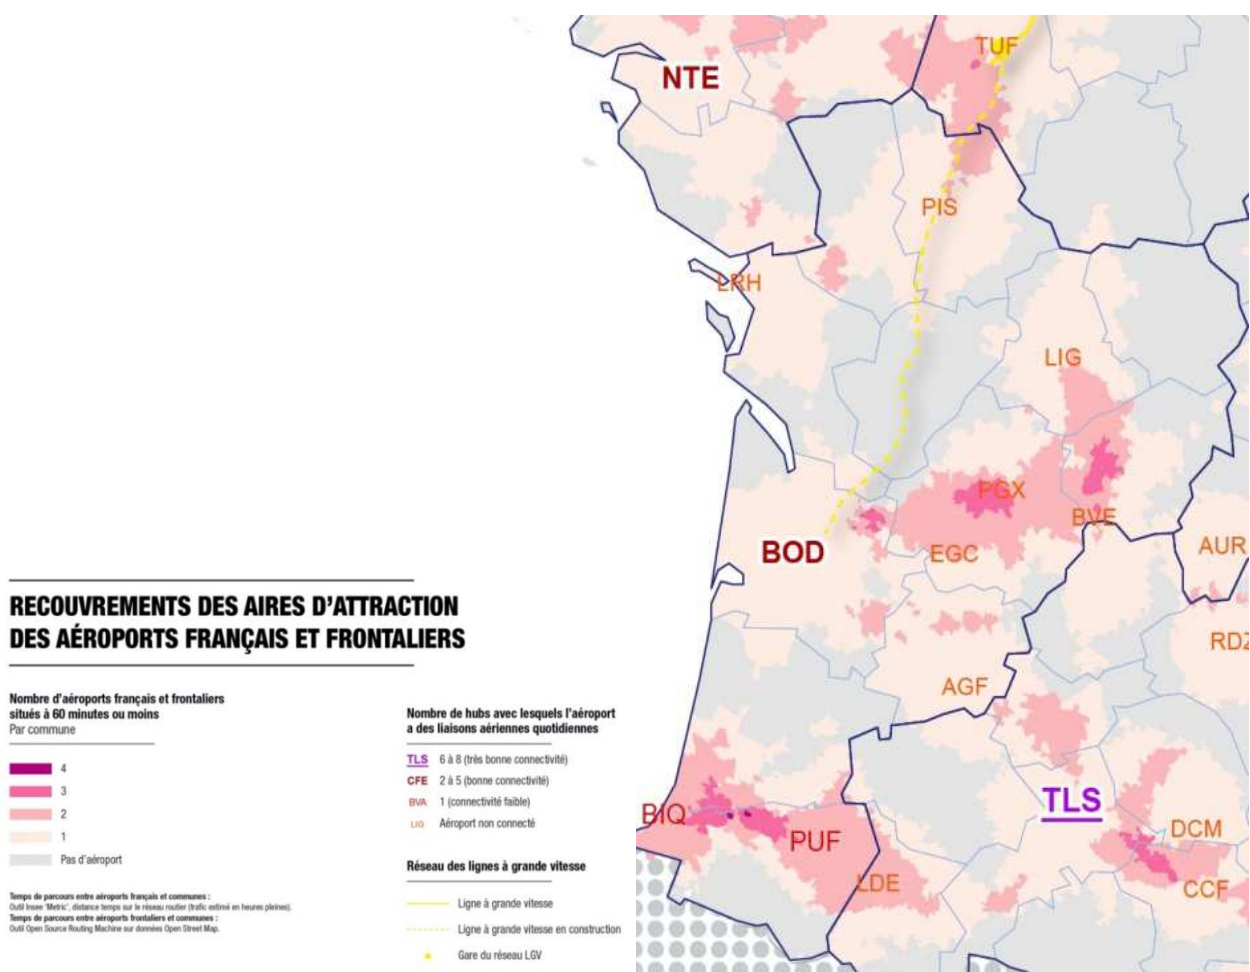 TUF
NTE
PIS
LRH
LIG
PGX
BVE
BOD
EGC
AUR
RDZ
AGF
TLS
BIQ
PUF
DCM
LDE
CCF
RECOUVREMENTS DES AIRES D'ATTRACTION
DES AÉROPORTS FRANÇAIS ET FRONTALIERS
Nombre d'aéroports français et frontaliers
situés à 60 minutes ou moins
Par commune
4
3
2
1
Pas d'aéroport
Temps de parcours entre aéroports français et communes :
Outil Insee 'Metric', distance temps sur le réseau routier (trafic estimé en heures pleines).
Temps de parcours entre aéroports frontaliers et communes :
Outil Open Source Routing Machine sur données Open Street Map.
Nombre de hubs avec lesquels l'aéroport
a des liaisons aériennes quotidiennes
TLS 6 à 8 (très bonne connectivité)
CFE 2 à 5 (bonne connectivité)
BVA 1 (connectivité faible)
LIG Aéroport non connecté
Réseau des lignes à grande vitesse
Ligne à grande vitesse
Ligne à grande vitesse en construction
Gare du réseau LGV